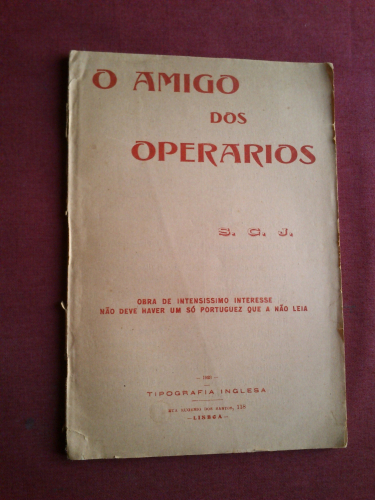 O AMIGO
DOS
OPERARIOS
S. C. J.
OBRA DE INTENSISSIMO INTERESSE
NÃO DEVE HAVER UM SÓ PORTUGUEZ QUE A NÃO LEIA
TIPOGRAFIA INGLESA
— LISBOA —